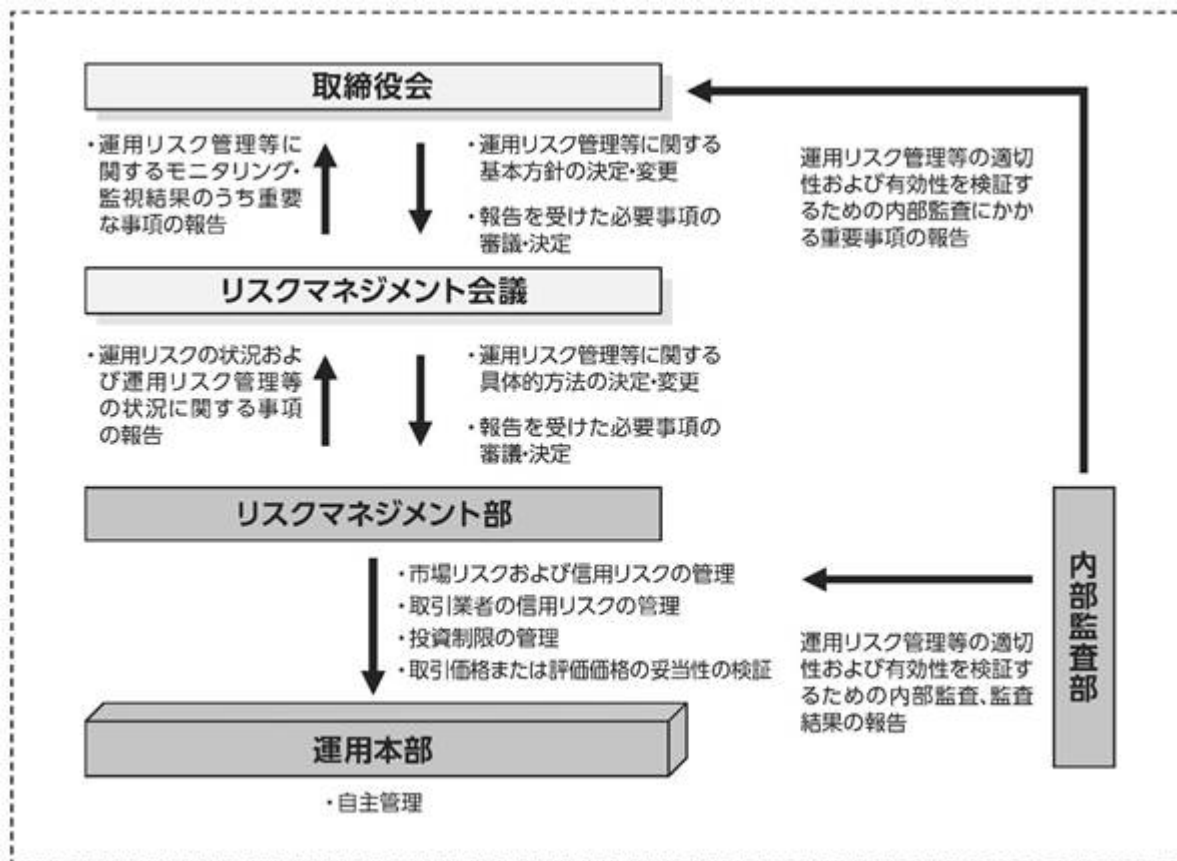 取締役会
・運用リスク管理等に
関するモニタリング・
監視結果のうち重要
な事項の報告
・運用リスク管理等に関する
基本方針の決定・変更
・報告を受けた必要事項の
審議・決定
運用リスク管理等の適切
性および有効性を検証す
るための内部監査にかか
る重要事項の報告
リスクマネジメント会議
・運用リスクの状況およ
び運用リスク管理等
の状況に関する事項
の報告
・運用リスク管理等に関する
具体的方法の決定・変更
・報告を受けた必要事項の
審議・決定
リスクマネジメント部
・市場リスクおよび信用リスクの管理
・取引業者の信用リスクの管理
・投資制限の管理
・取引価格または評価価格の妥当性の検証
運用リスク管理等の適切
性および有効性を検証す
るための内部監査、監査
結果の報告
内部監査部
運用本部
・自主管理